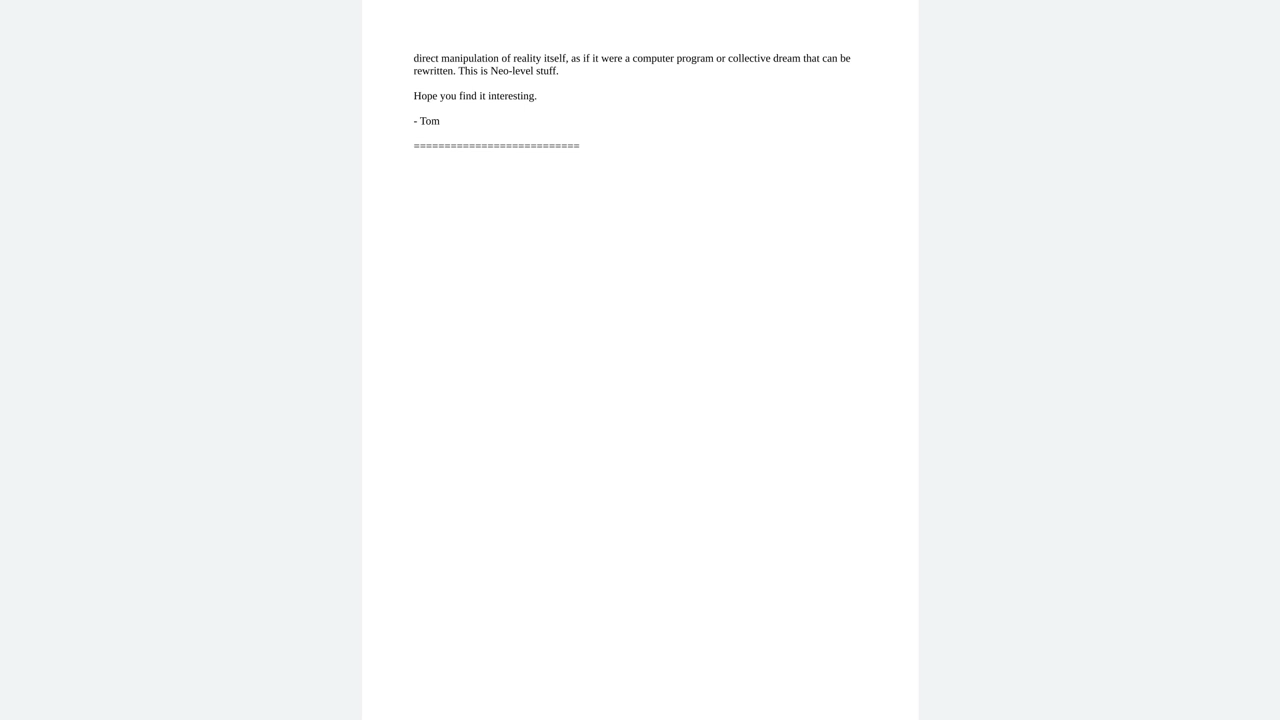 direct manipulation of reality itself, as if it were a computer program or collective dream that can be
rewritten. This is Neo-level stuff.
Hope you find it interesting.
- Tom
===========================